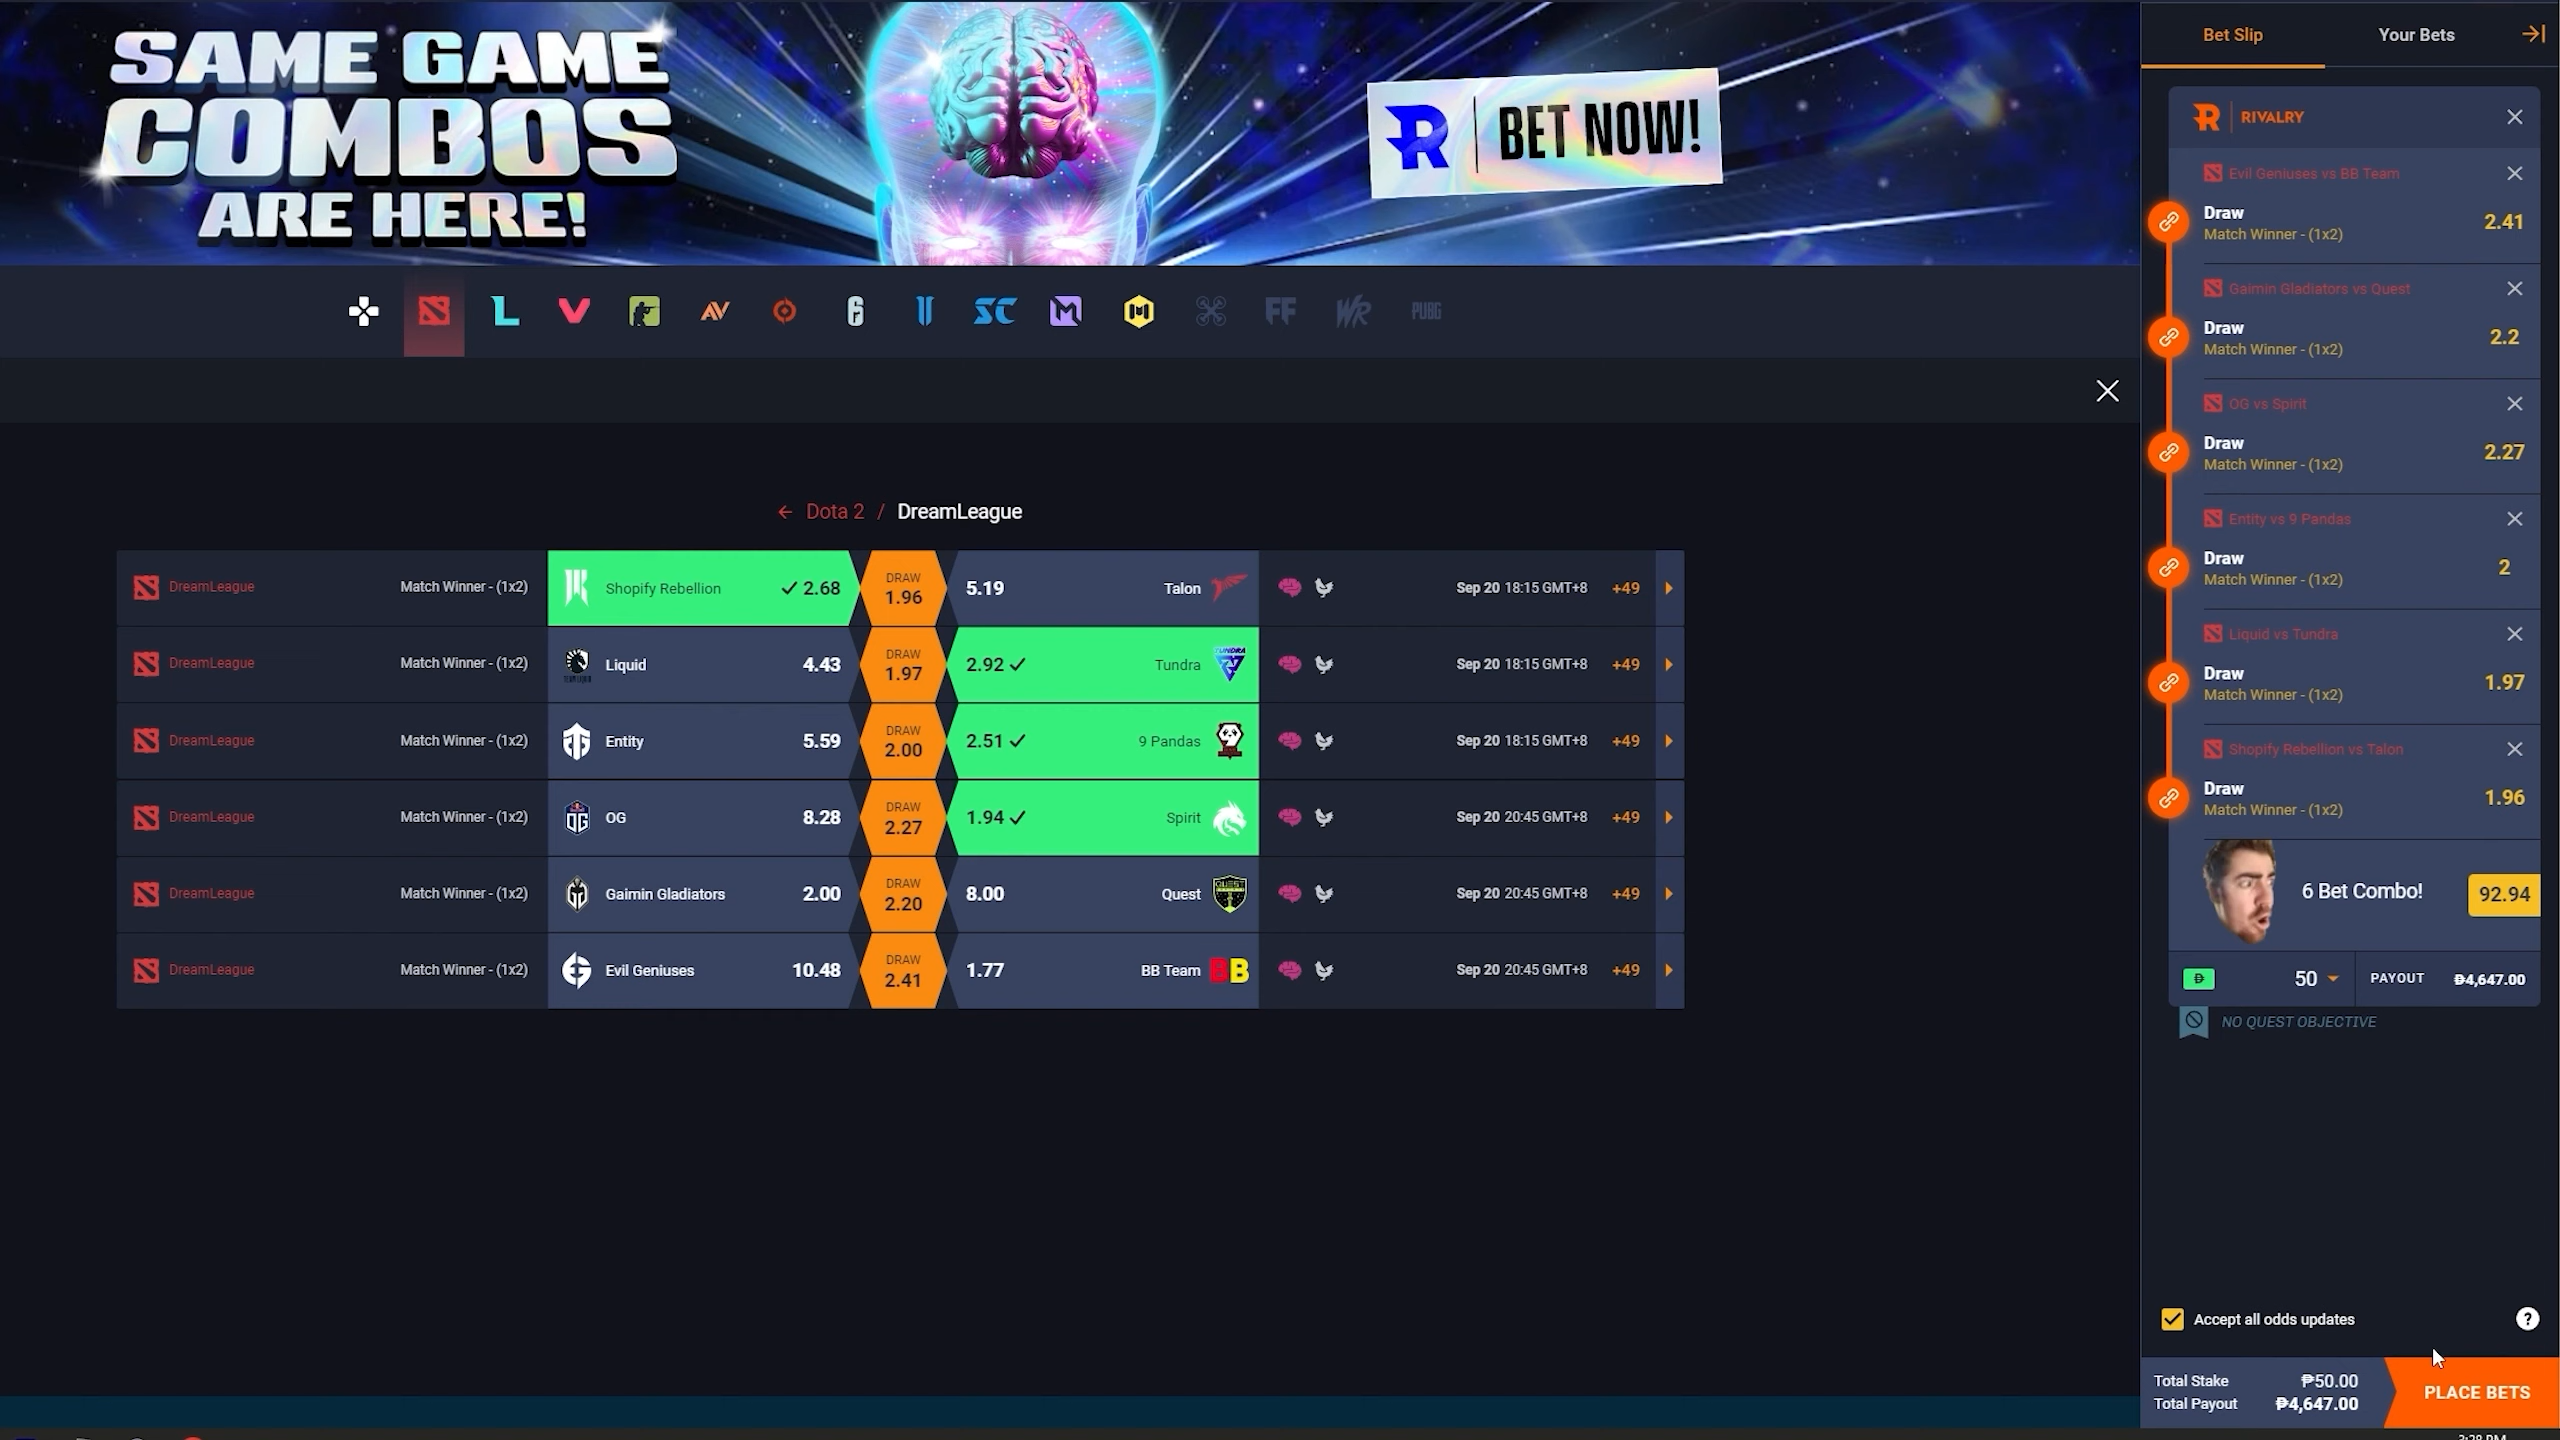 SAME GAME
COMBOS
ARE HERE!
R BET NOW!
L
AV
6
SC
FF
WR
PUBG
← Dota 2 / DreamLeague
DreamLeague Match Winner - (1x2) Shopify Rebellion 2.68 DRAW 1.96 5.19 Talon Sep 20 18:15 GMT+8 +49
DreamLeague Match Winner - (1x2) Liquid 4.43 DRAW 1.97 2.92 Tundra TUNDRA Sep 20 18:15 GMT+8 +49
DreamLeague Match Winner - (1x2) Entity 5.59 DRAW 2.00 2.51 9 Pandas Sep 20 18:15 GMT+8 +49
DreamLeague Match Winner - (1x2) OG 8.28 DRAW 2.27 1.94 Spirit Sep 20 20:45 GMT+8 +49
DreamLeague Match Winner - (1x2) Gaimin Gladiators 2.00 DRAW 2.20 8.00 Quest QUEST Sep 20 20:45 GMT+8 +49
DreamLeague Match Winner - (1x2) Evil Geniuses 10.48 DRAW 2.41 1.77 BB Team BB Sep 20 20:45 GMT+8 +49
Bet Slip Your Bets
R RIVALRY
Evil Geniuses vs BB Team
Draw
Match Winner - (1x2) 2.41
Gaimin Gladiators vs Quest
Draw
Match Winner - (1x2) 2.2
OG vs Spirit
Draw
Match Winner - (1x2) 2.27
Entity vs 9 Pandas
Draw
Match Winner - (1x2) 2
Liquid vs Tundra
Draw
Match Winner - (1x2) 1.97
Shopify Rebellion vs Talon
Draw
Match Winner - (1x2) 1.96
6 Bet Combo! 92.94
50 PAYOUT ₱4,647.00
NO QUEST OBJECTIVE
Accept all odds updates ?
Total Stake ₱50.00
Total Payout ₱4,647.00
PLACE BETS